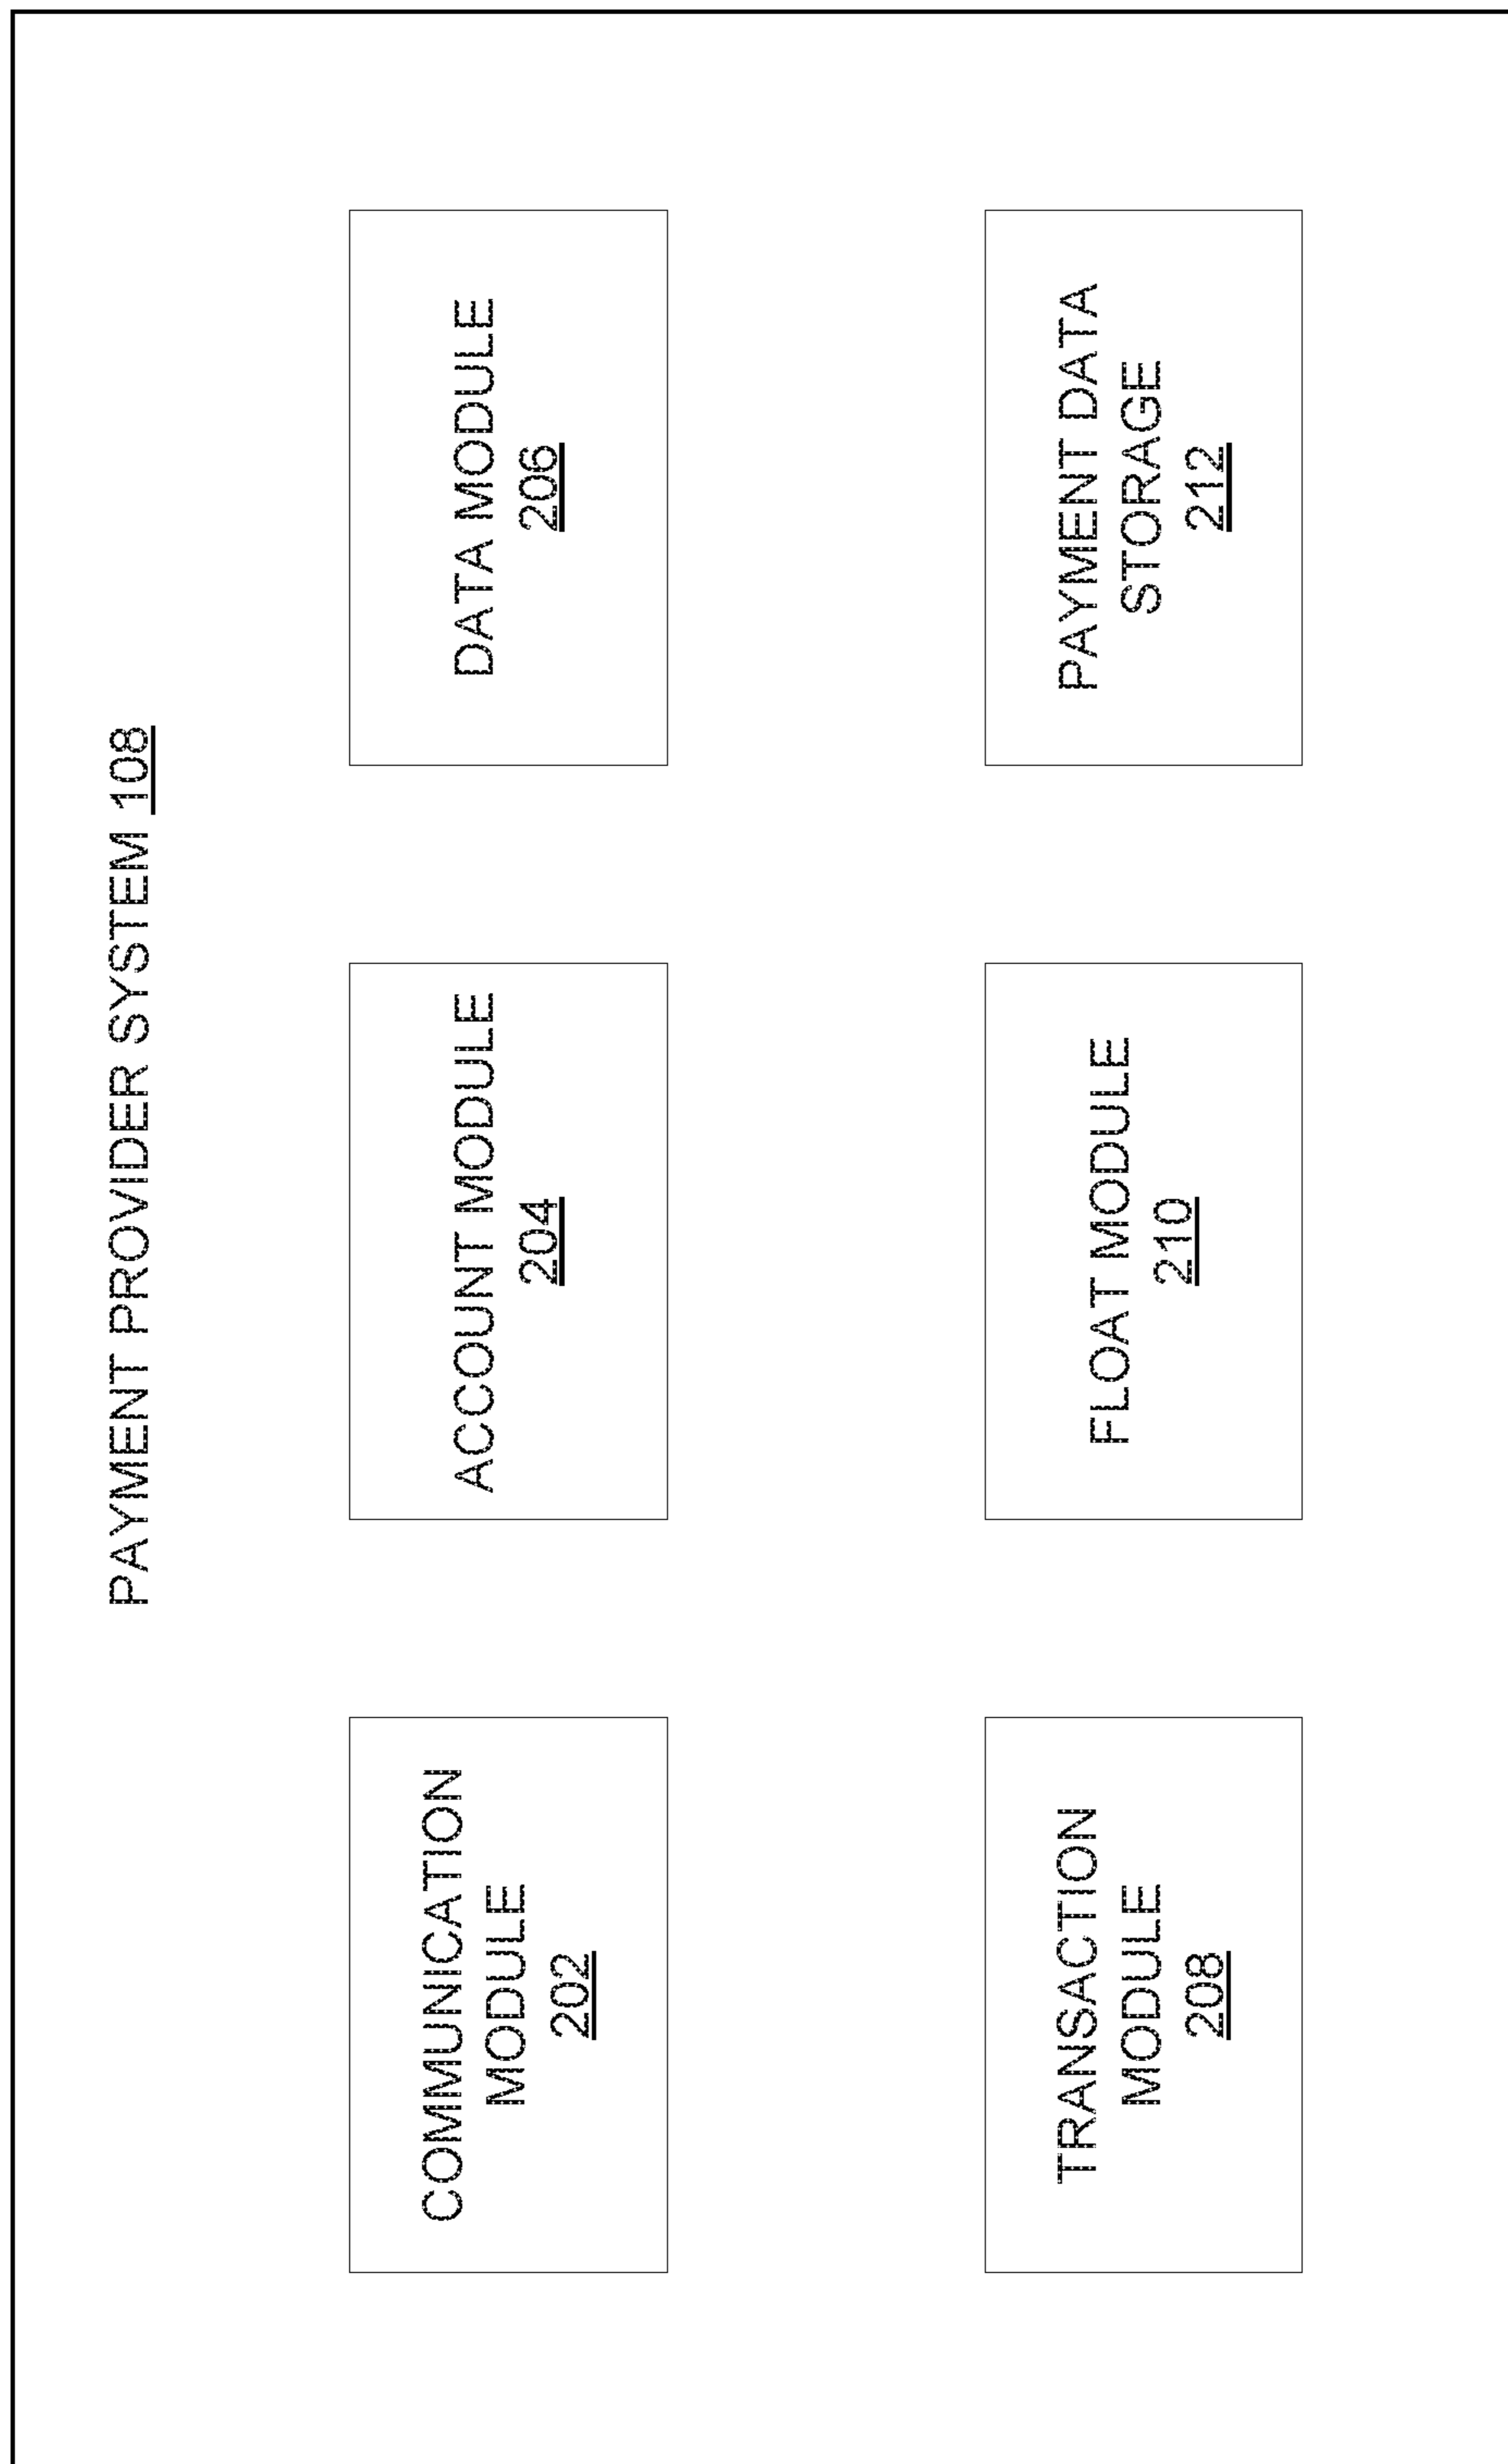 PAYMENT PROVIDER SYSTEM 108
COMMUNICATION
MODULE
202
ACCOUNT MODULE
204
DATA MODULE
206
TRANSACTION
MODULE
208
FLOAT MODULE
210
PAYMENT DATA
STORAGE
212